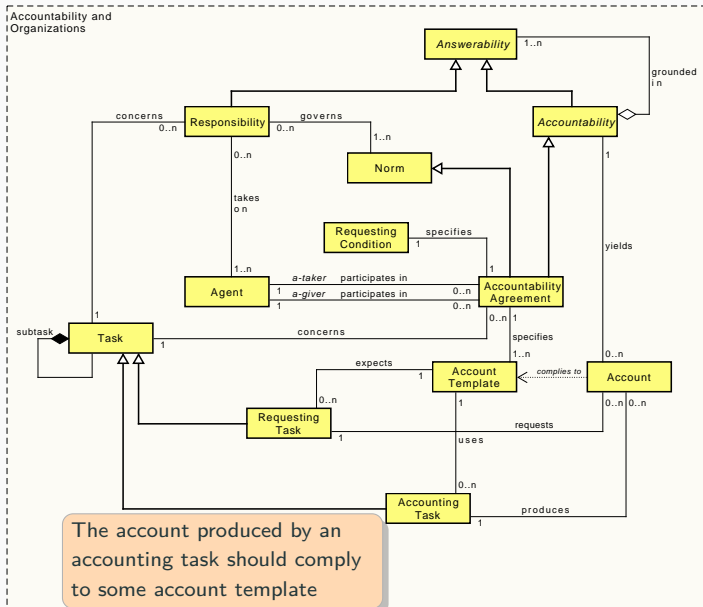 Accountability and
Organizations
Answerability
1..n
grounded
in
concerns
0..n
Responsibility
0..n
governs
1..n
Accountability
1
0..n
Norm
takes
on
Requesting
Condition
specifies
1
1
yields
1..n
Agent
a-taker participates in
1
0..n
a-giver participates in
1
0..n
Accountability
Agreement
1
subtask
Task
1
concerns
0..n
1
specifies
1..n
expects
1
0..n
Account
Template
complies to
0..n
Account
Requesting
Task
1
requests
0..n
0..n
1
uses
0..n
Accounting
Task
1
produces
The account produced by an
accounting task should comply
to some account template